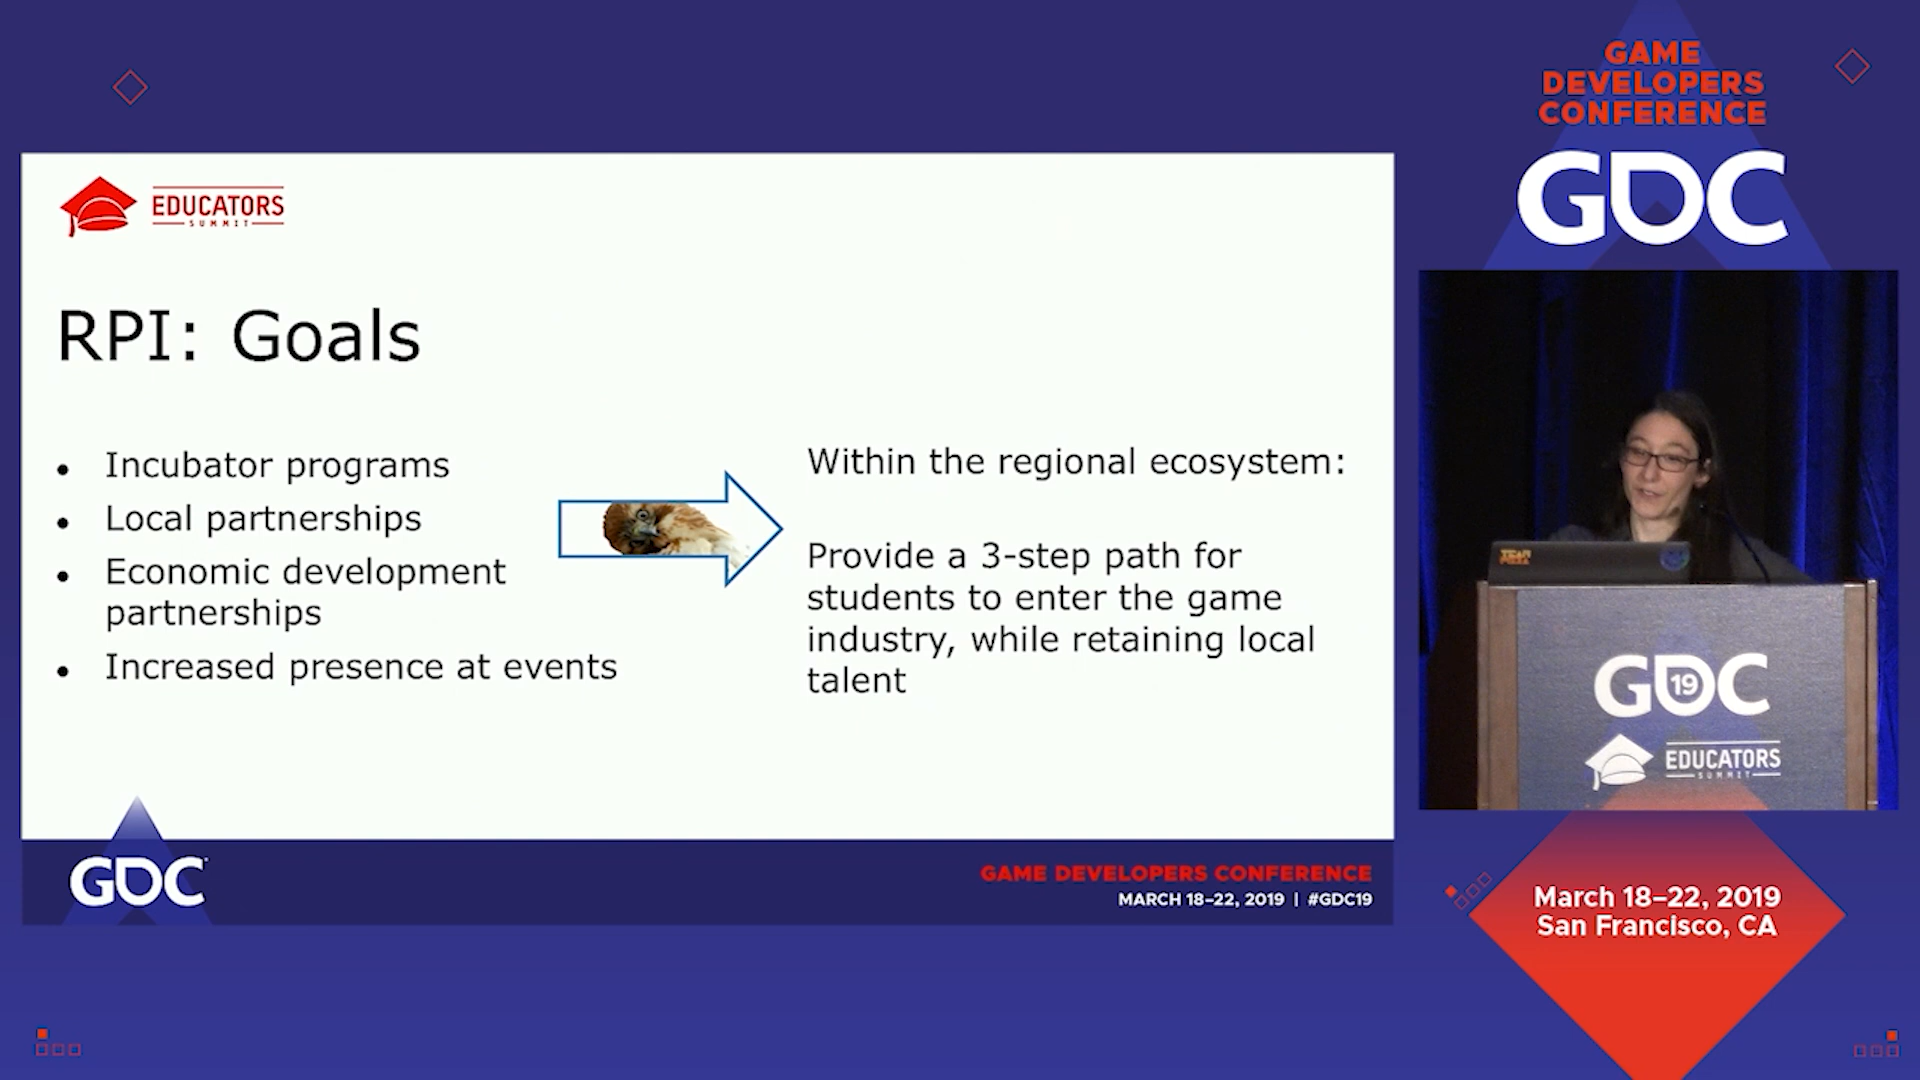 GAME
DEVELOPERS
CONFERENCE
GDC
EDUCATORS
SUMMIT
RPI: Goals
Incubator programs
Local partnerships
Economic development
partnerships
Increased presence at events
Within the regional ecosystem:
Provide a 3-step path for
students to enter the game
industry, while retaining local
talent
GDC
GAME DEVELOPERS CONFERENCE
MARCH 18–22, 2019 | #GDC19
GDC
19
EDUCATORS
SUMMIT
March 18–22, 2019
San Francisco, CA